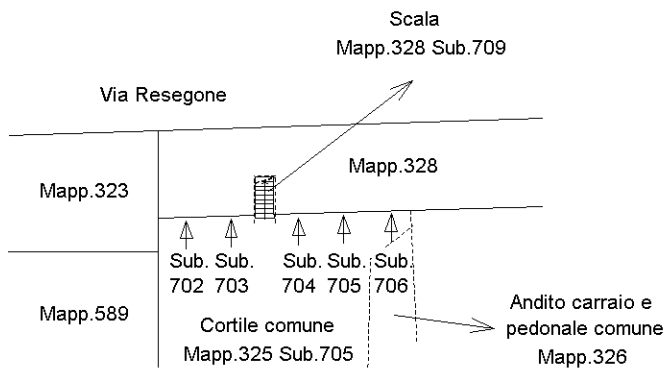 Scala
Mapp.328 Sub.709
Via Resegone
Mapp.323
Mapp.328
Sub. Sub. Sub. Sub. Sub.
702 703 704 705 706
Mapp.589
Cortile comune
Mapp.325 Sub.705
Andito carraio e
pedonale comune
Mapp.326